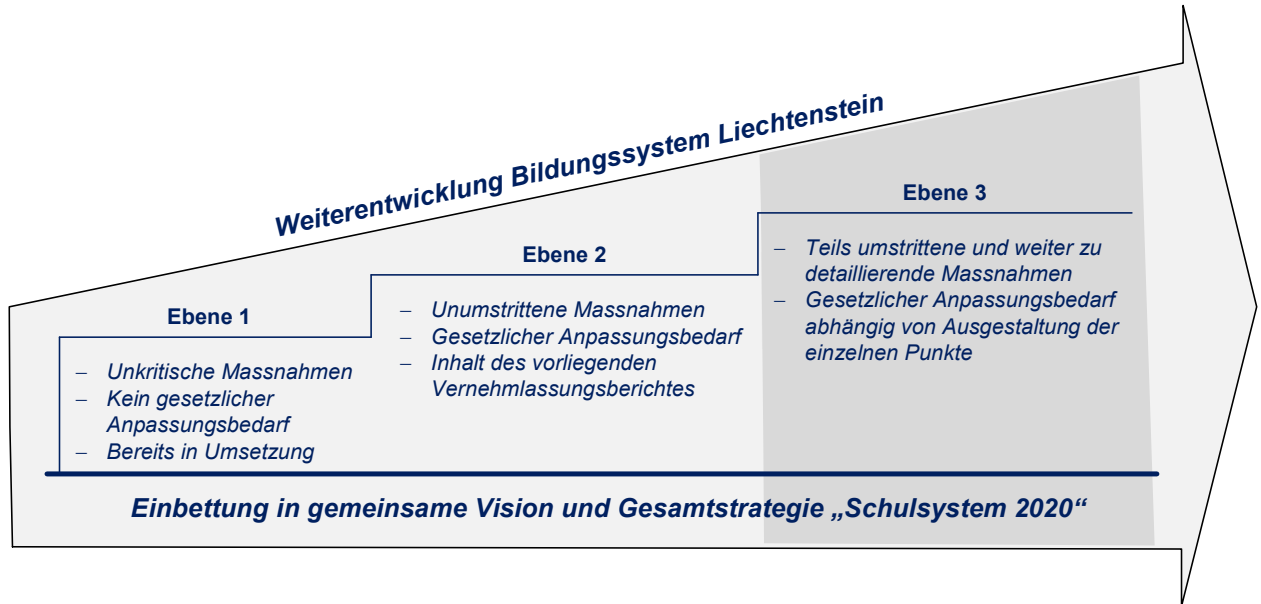 Weiterentwicklung Bildungssystem Liechtenstein
Ebene 1
– Unkritische Massnahmen
– Kein gesetzlicher
Anpassungsbedarf
– Bereits in Umsetzung
Ebene 2
– Unumstrittene Massnahmen
– Gesetzlicher Anpassungsbedarf
– Inhalt des vorliegenden
Vernehmlassungsberichtes
Ebene 3
– Teils umstrittene und weiter zu
detaillierende Massnahmen
– Gesetzlicher Anpassungsbedarf
abhängig von Ausgestaltung der
einzelnen Punkte
Einbettung in gemeinsame Vision und Gesamtstrategie „Schulsystem 2020“